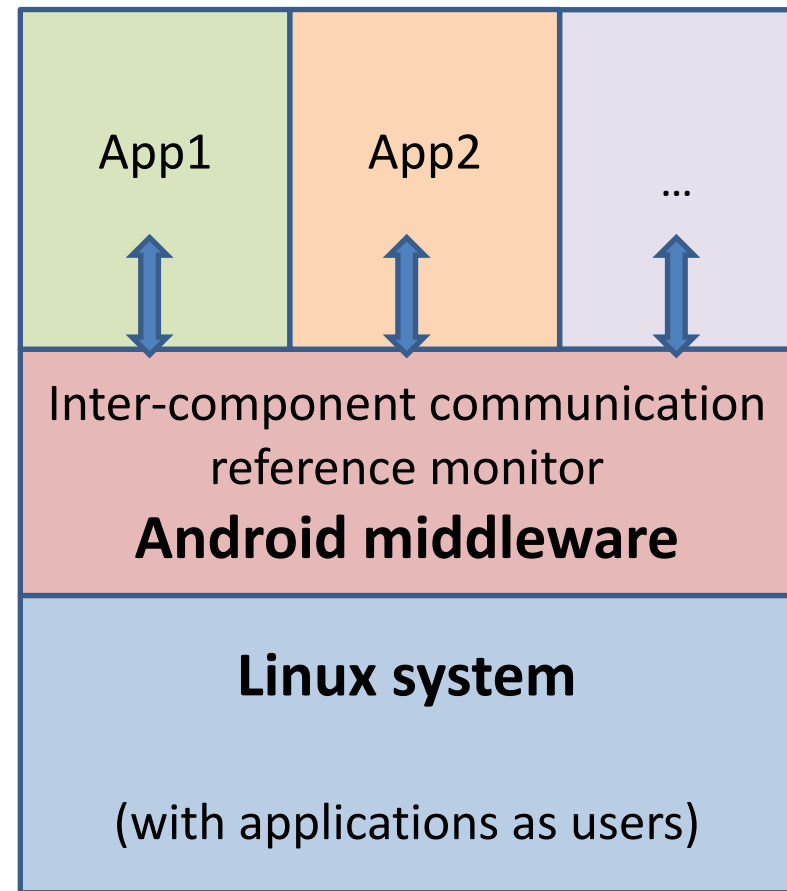 App1
App2
...
Inter-component communication
reference monitor
Android middleware
Linux system
(with applications as users)